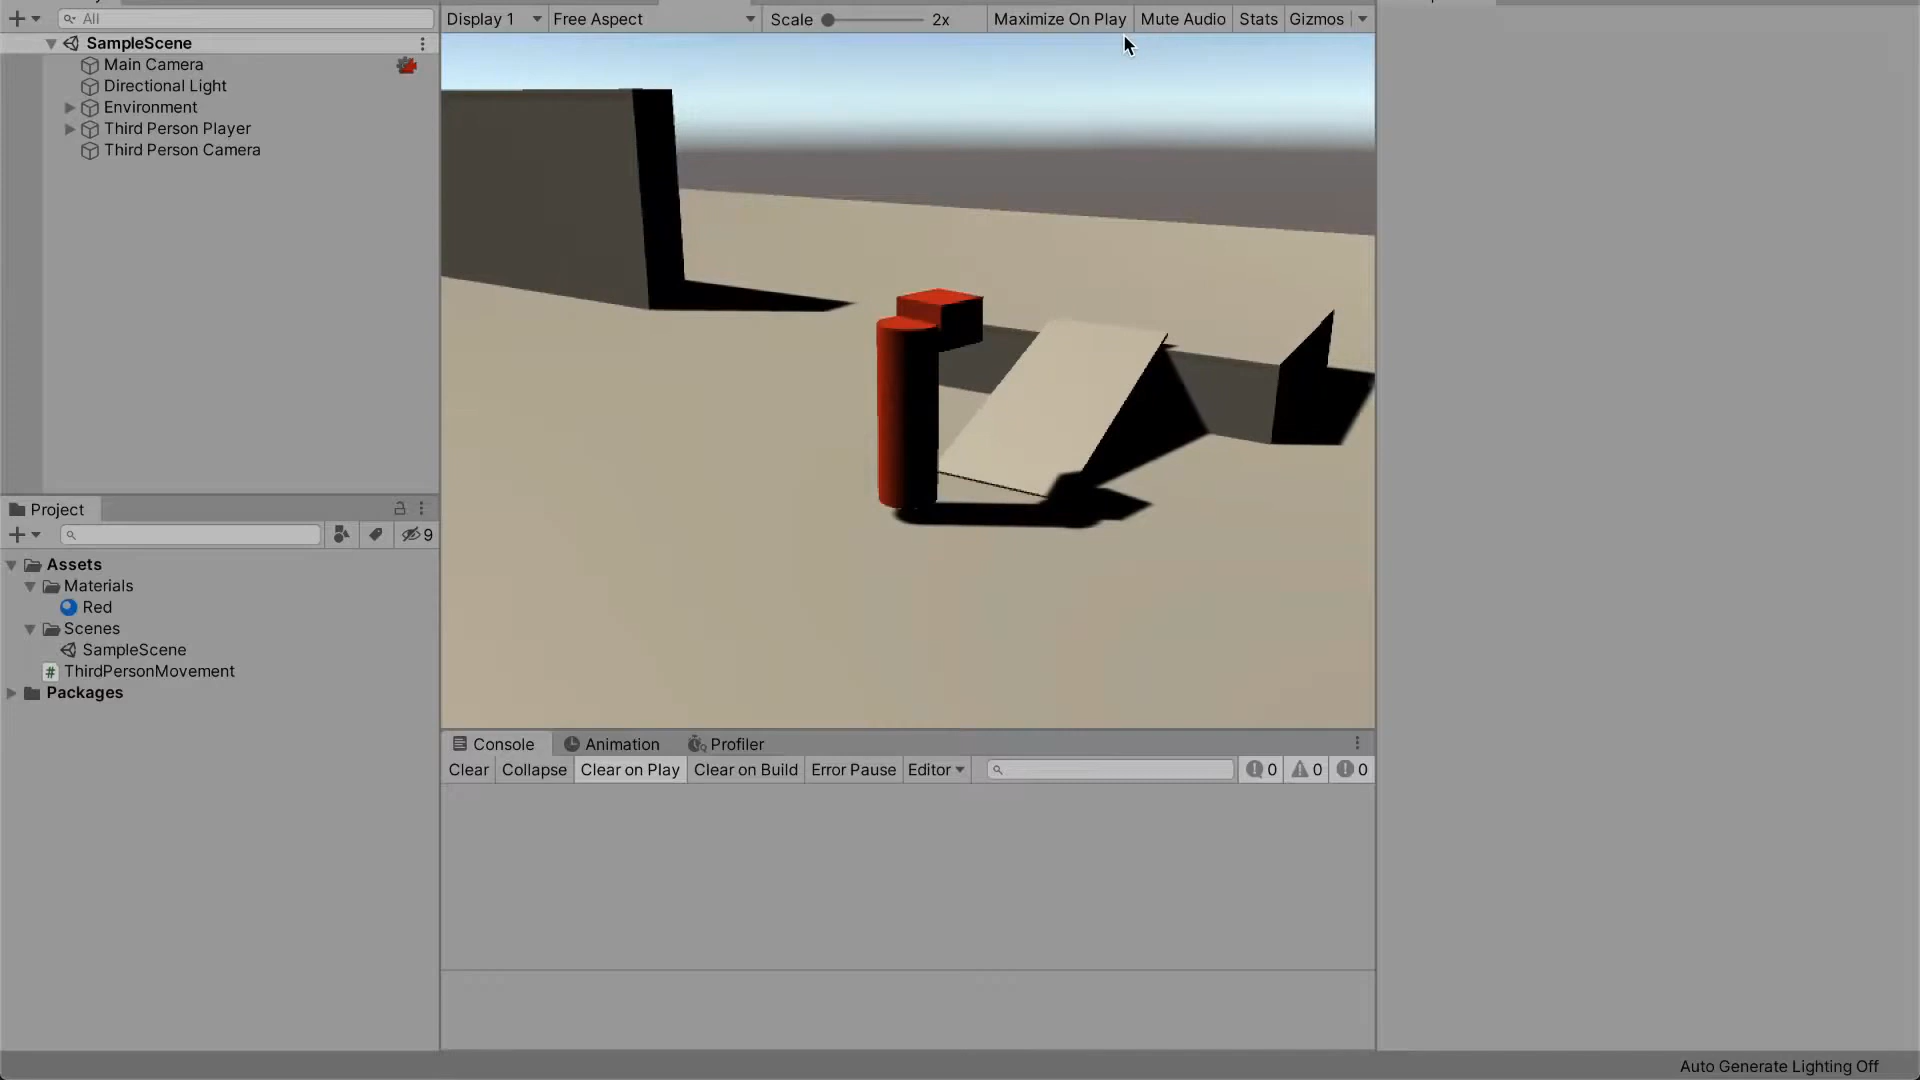 All
Display 1
Free Aspect
Scale
2x
Maximize On Play
Mute Audio
Stats
Gizmos
SampleScene
Main Camera
Directional Light
Environment
Third Person Player
Third Person Camera
Project
9
Assets
Materials
Red
Scenes
SampleScene
# ThirdPersonMovement
Packages
Console
Animation
Profiler
Clear
Collapse
Clear on Play
Clear on Build
Error Pause
Editor
0
0
0
Auto Generate Lighting Off